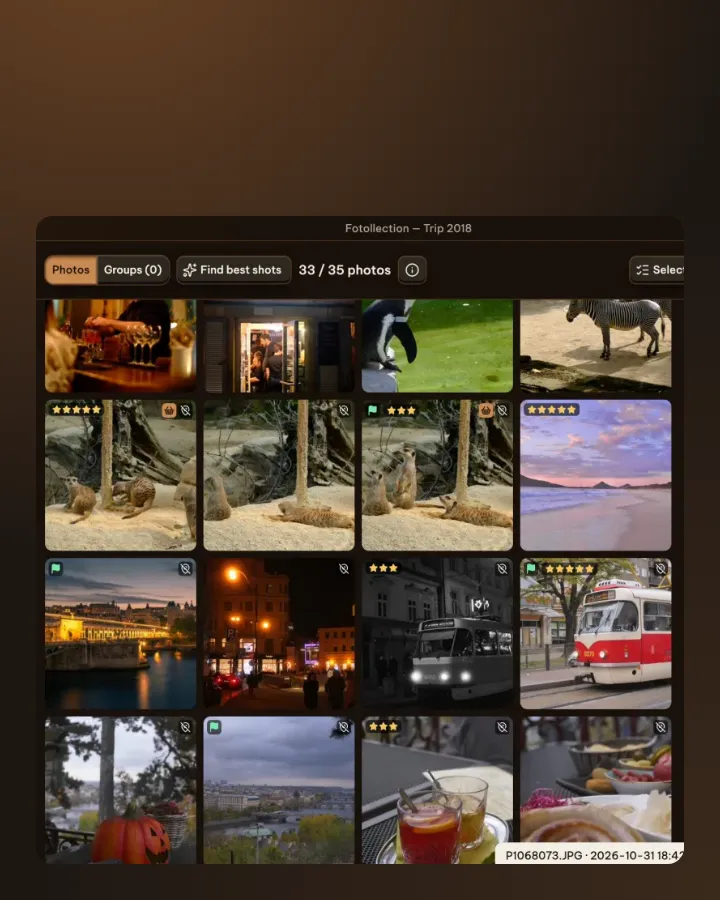 Fotollection — Trip 2018
Photos
Groups (0)
Find best shots
33 / 35 photos
P1068073.JPG · 2026-10-31 18:42